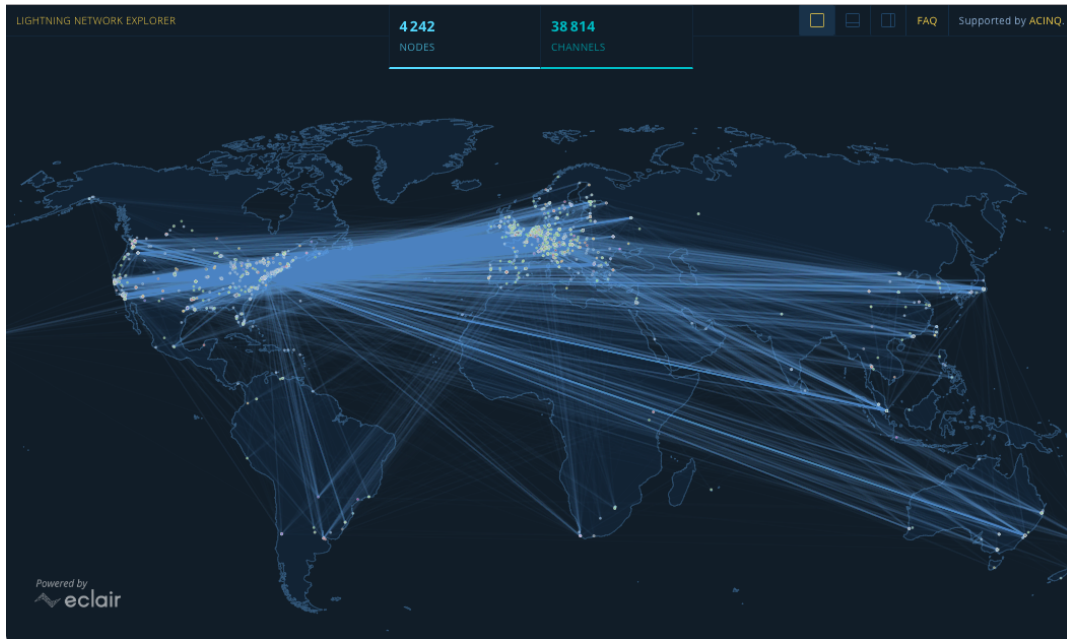 LIGHTNING NETWORK EXPLORER
4 242
NODES
38 814
CHANNELS
FAQ
Supported by ACINQ.
Powered by
eclair